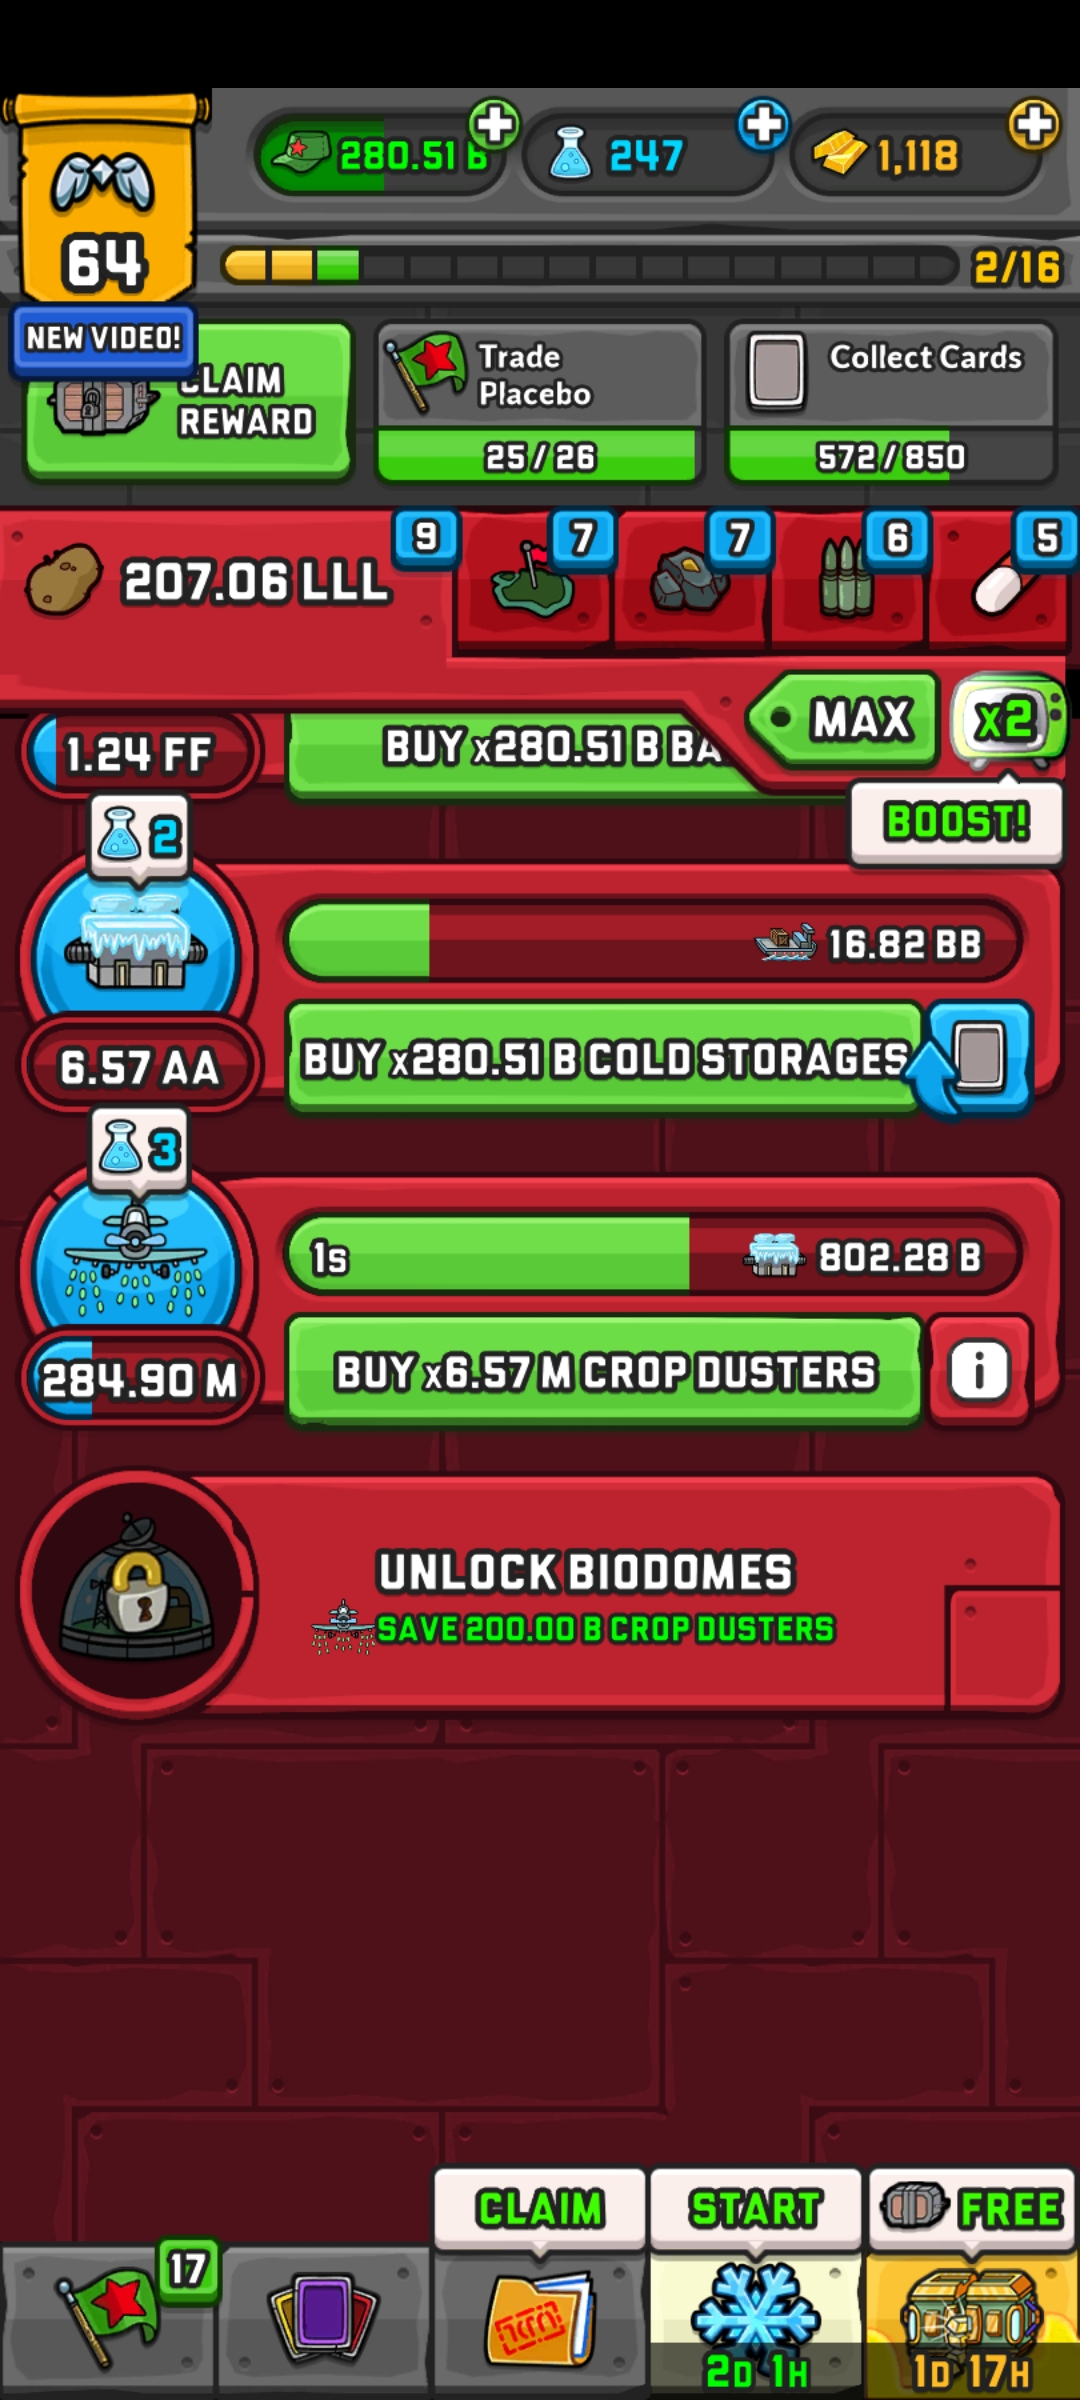 280.51 B
247
1,118
64
2/16
NEW VIDEO!
CLAIM
REWARD
Trade
Placebo
25/26
Collect Cards
572/850
207.06 LLL
9
7
7
6
5
MAX
x2
BOOST!
1.24 FF
BUY x280.51 B BA
2
16.82 BB
6.57 AA
BUY x280.51 B COLD STORAGES
3
1s
802.28 B
284.90 M
BUY x6.57 M CROP DUSTERS
i
UNLOCK BIODOMES
SAVE 200.00 B CROP DUSTERS
CLAIM
START
FREE
17
2D 1H
1D 17H